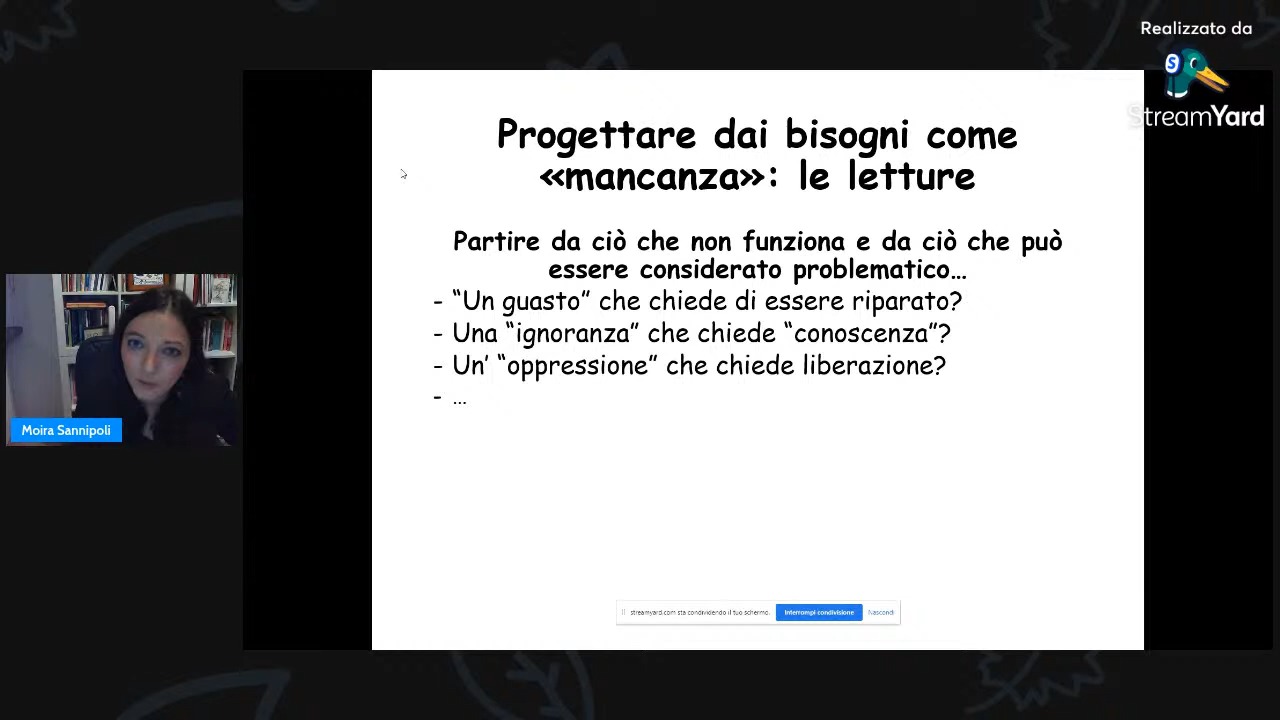 Realizzato da
StreamYard
Progettare dai bisogni come
«mancanza»: le letture
Partire da ciò che non funziona e da ciò che può
essere considerato problematico…
- “Un guasto” che chiede di essere riparato?
- Una “ignoranza” che chiede “conoscenza”?
- Un’ “oppressione” che chiede liberazione?
- …
Moira Sannipoli
streamyard.com sta condividendo il tuo schermo.
Interrompi condivisione
Nascondi